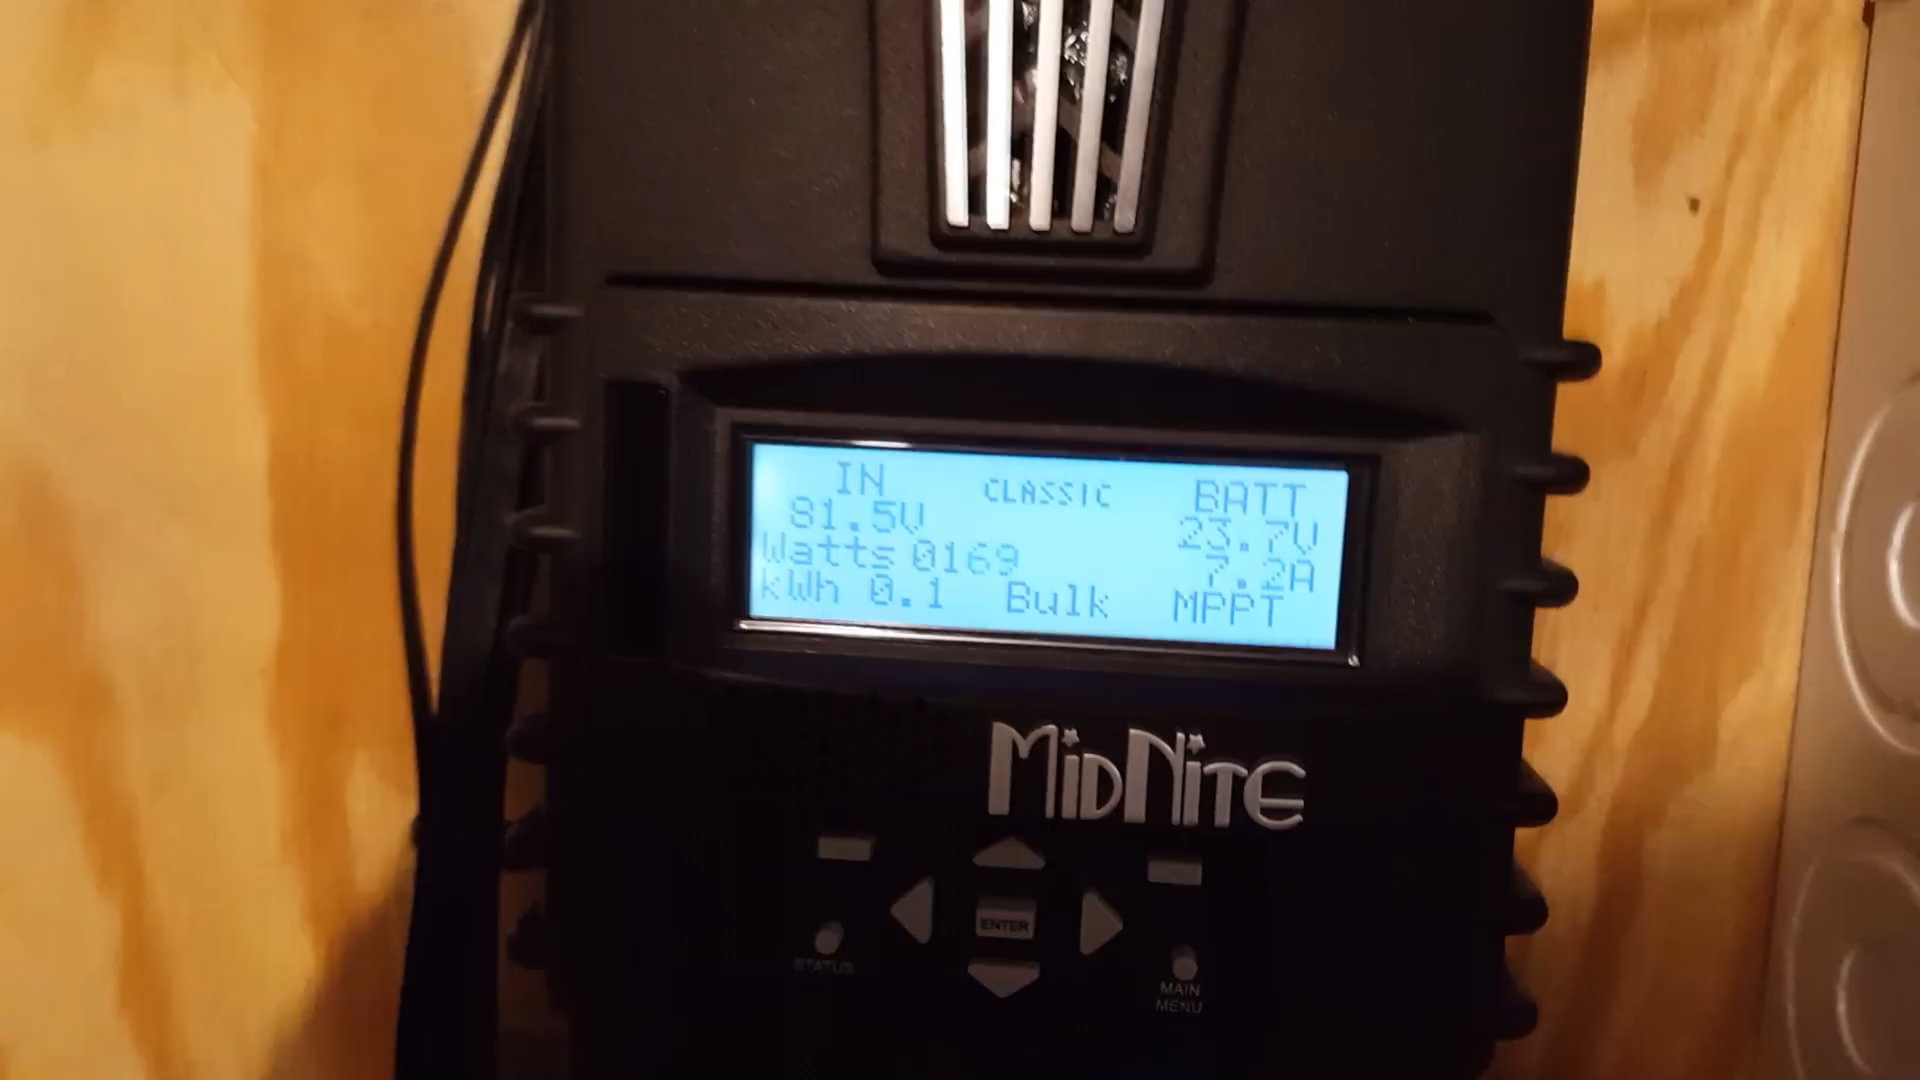 IN CLASSIC BATT
81.5V 23.7V
Watts 0169 7.2A
kWh 0.1 Bulk MPPT
MIDNITE
ENTER
STATUS
MAIN
MENU